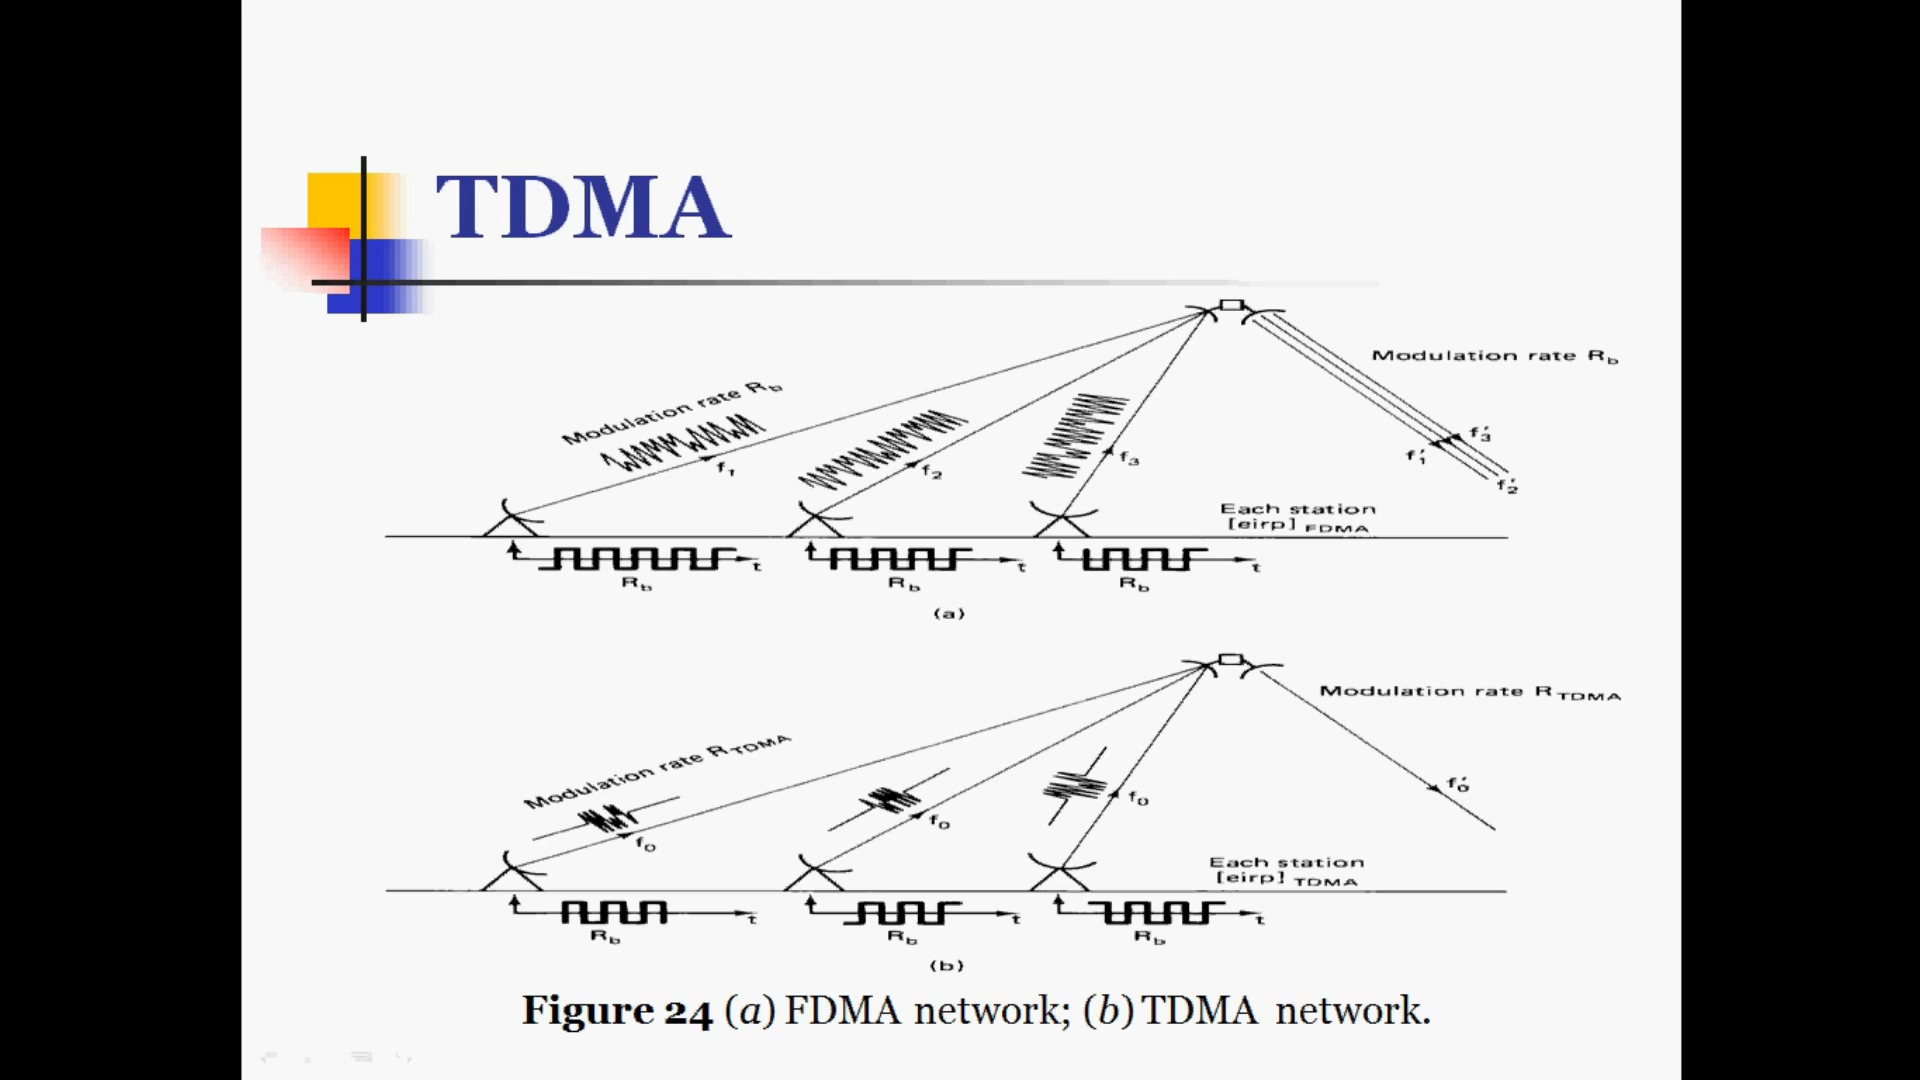 TDMA
Modulation rate Rb
Modulation rate Rb
f1
f2
f3
f'3
f'1
f'2
Each station
[eirp] FDMA
t
t
t
Rb
Rb
Rb
(a)
Modulation rate RTDMA
Modulation rate RTDMA
f0
f0
f0
f'0
Each station
[eirp] TDMA
t
t
t
Rb
Rb
Rb
(b)
Figure 24 (a) FDMA network; (b) TDMA network.